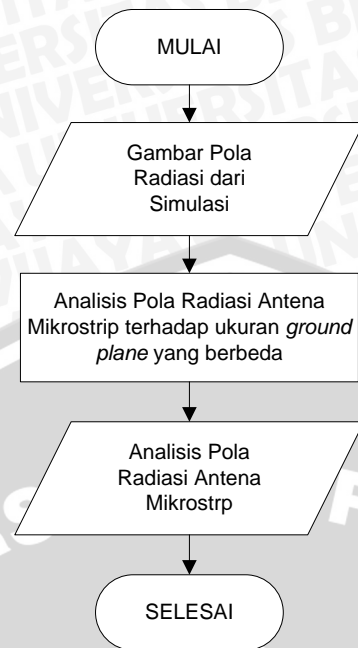 MULAI
Gambar Pola
Radiasi dari
Simulasi
Analisis Pola Radiasi Antena
Mikrostrip terhadap ukuran ground
plane yang berbeda
Analisis Pola
Radiasi Antena
Mikrostrp
SELESAI